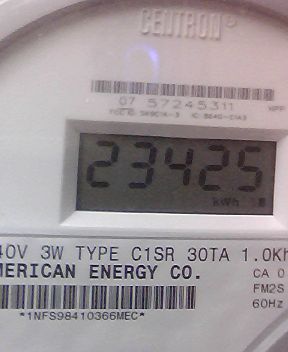 CENTRON®
07 57245311
23425
kWh
40V 3W TYPE C1SR 30TA 1.0Kh
MERICAN ENERGY CO.
CA 0
FM2S
60Hz
*1NFS98410366MEC*